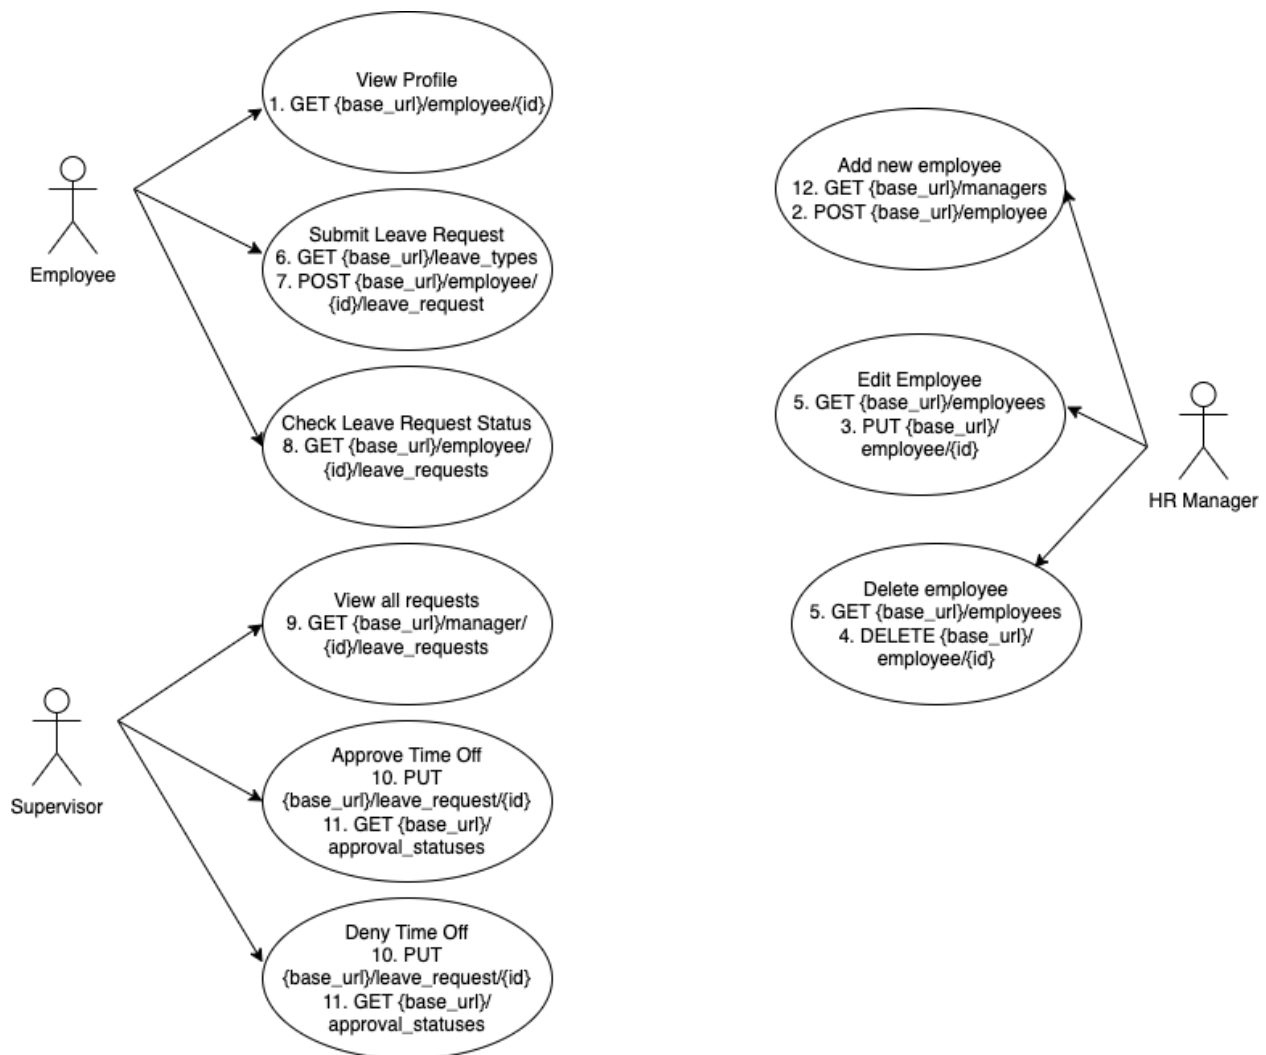 View Profile
1. GET {base_url}/employee/{id}
Employee
Submit Leave Request
6. GET {base_url}/leave_types
7. POST {base_url}/employee/
{id}/leave_request
Check Leave Request Status
8. GET {base_url}/employee/
{id}/leave_requests
Supervisor
View all requests
9. GET {base_url}/manager/
{id}/leave_requests
Approve Time Off
10. PUT
{base_url}/leave_request/{id}
11. GET {base_url}/
approval_statuses
Deny Time Off
10. PUT
{base_url}/leave_request/{id}
11. GET {base_url}/
approval_statuses
Add new employee
12. GET {base_url}/managers
2. POST {base_url}/employee
Edit Employee
5. GET {base_url}/employees
3. PUT {base_url}/
employee/{id}
HR Manager
Delete employee
5. GET {base_url}/employees
4. DELETE {base_url}/
employee/{id}